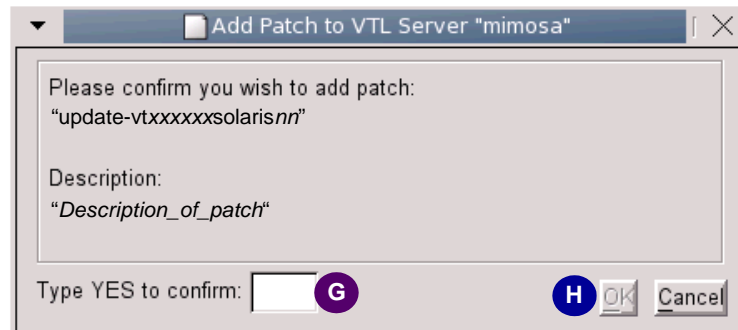 Add Patch to VTL Server "mimosa"
Please confirm you wish to add patch:
“update-vtxxxxxxsolarisnn”
Description:
“Description_of_patch“
Type YES to confirm: G H OK Cancel